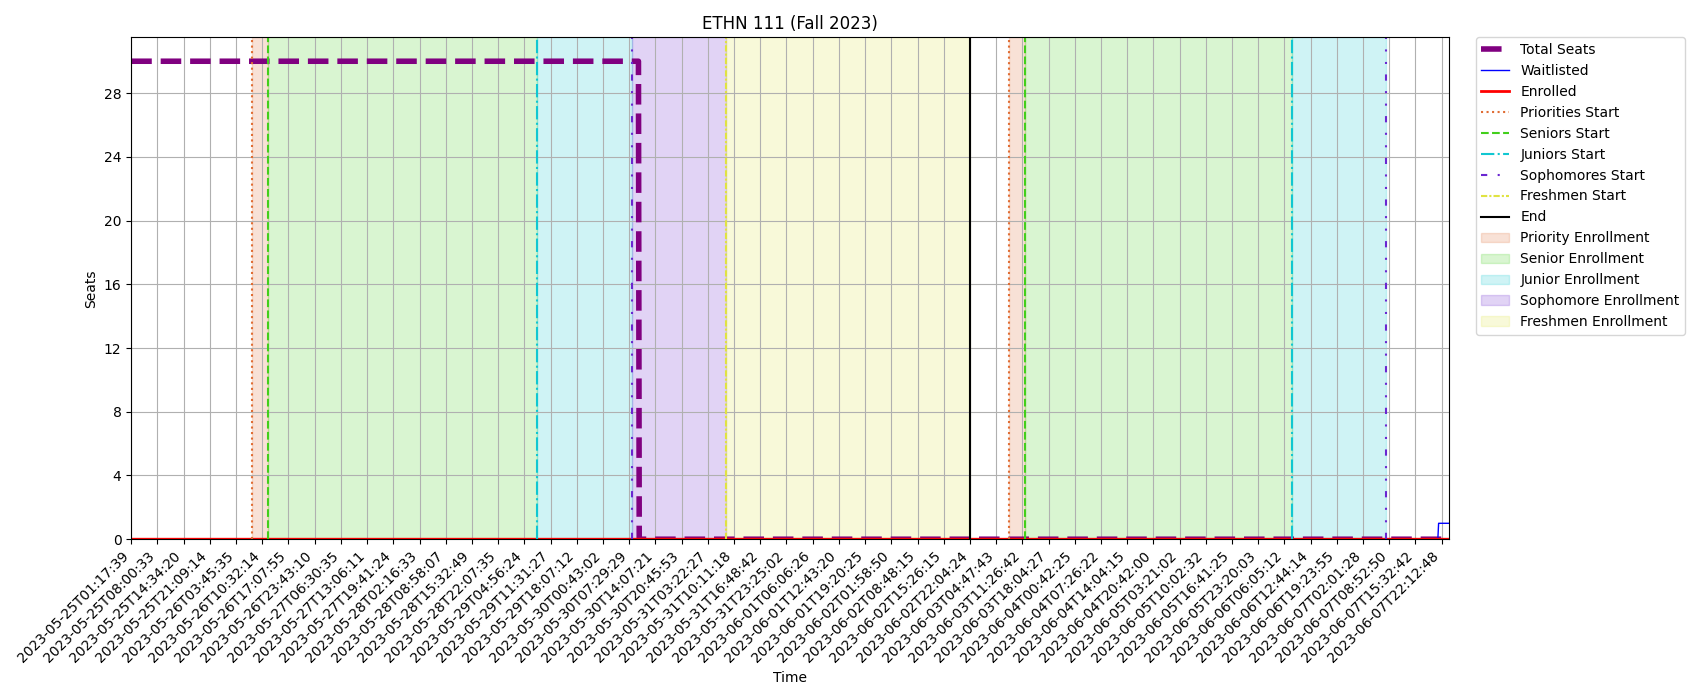 ETHN 111 (Fall 2023)
Seats
28
24
20
16
12
8
4
0
2023-05-25T01:17:39
2023-05-25T08:00:33
2023-05-25T14:34:20
2023-05-25T21:09:14
2023-05-26T03:45:35
2023-05-26T10:32:14
2023-05-26T17:07:55
2023-05-26T23:43:10
2023-05-27T06:30:35
2023-05-27T13:06:11
2023-05-27T19:41:24
2023-05-28T02:16:33
2023-05-28T08:58:07
2023-05-28T15:32:49
2023-05-28T22:07:35
2023-05-29T04:56:24
2023-05-29T11:31:27
2023-05-29T18:07:12
2023-05-30T00:43:02
2023-05-30T07:29:29
2023-05-30T14:07:21
2023-05-30T20:45:53
2023-05-31T03:22:27
2023-05-31T10:11:18
2023-05-31T16:48:42
2023-05-31T23:25:02
2023-06-01T06:06:26
2023-06-01T12:43:20
2023-06-01T19:20:25
2023-06-02T01:58:50
2023-06-02T08:48:15
2023-06-02T15:26:15
2023-06-02T22:04:24
2023-06-03T04:47:43
2023-06-03T11:26:42
2023-06-03T18:04:27
2023-06-04T00:42:25
2023-06-04T07:26:22
2023-06-04T14:04:15
2023-06-04T20:42:00
2023-06-05T03:21:02
2023-06-05T10:02:32
2023-06-05T16:41:25
2023-06-05T23:20:03
2023-06-06T06:05:12
2023-06-06T12:44:14
2023-06-06T19:23:55
2023-06-07T02:01:28
2023-06-07T08:52:50
2023-06-07T15:32:42
2023-06-07T22:12:48
Time
Total Seats
Waitlisted
Enrolled
Priorities Start
Seniors Start
Juniors Start
Sophomores Start
Freshmen Start
End
Priority Enrollment
Senior Enrollment
Junior Enrollment
Sophomore Enrollment
Freshmen Enrollment